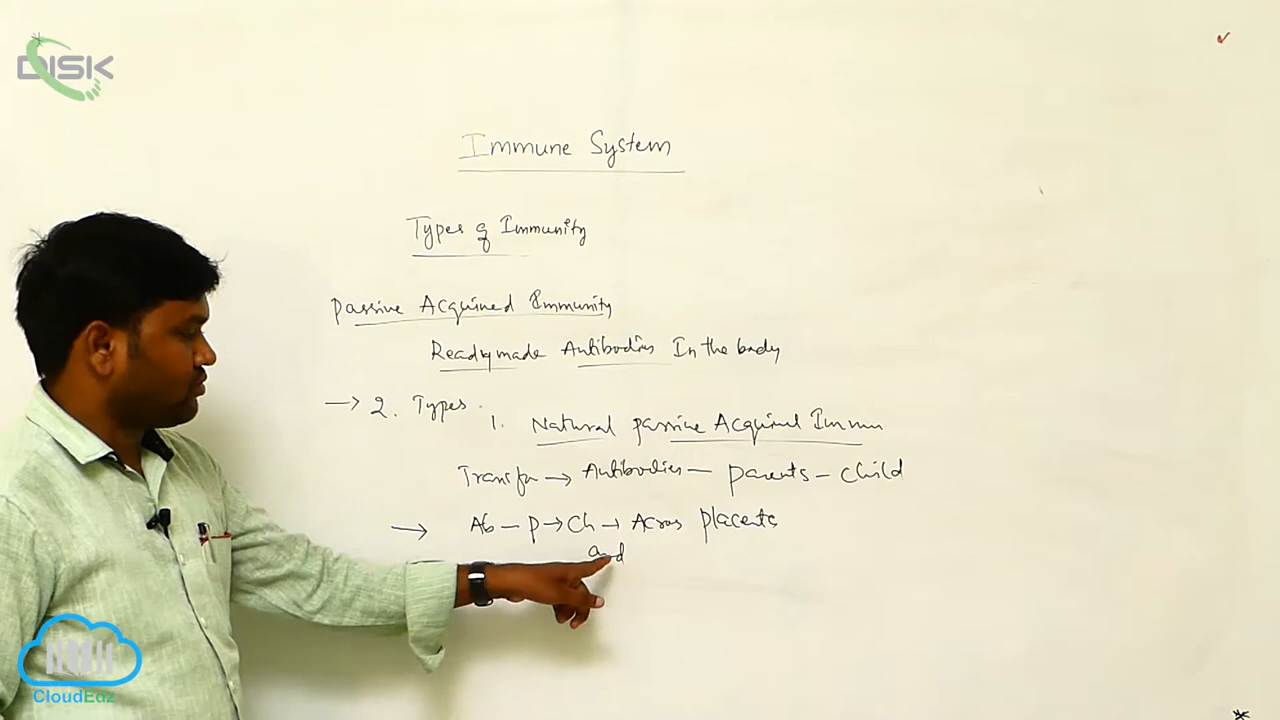 DISK
Immune System
Types of Immunity
Passive Acquired Immunity
Readymade Antibodies In the body
→ 2. Types.
1. Natural passive Acquired Immun
Transfer → Antibodies — parents – child
→ Ab – P → Ch → Across placenta
and
CloudEdz